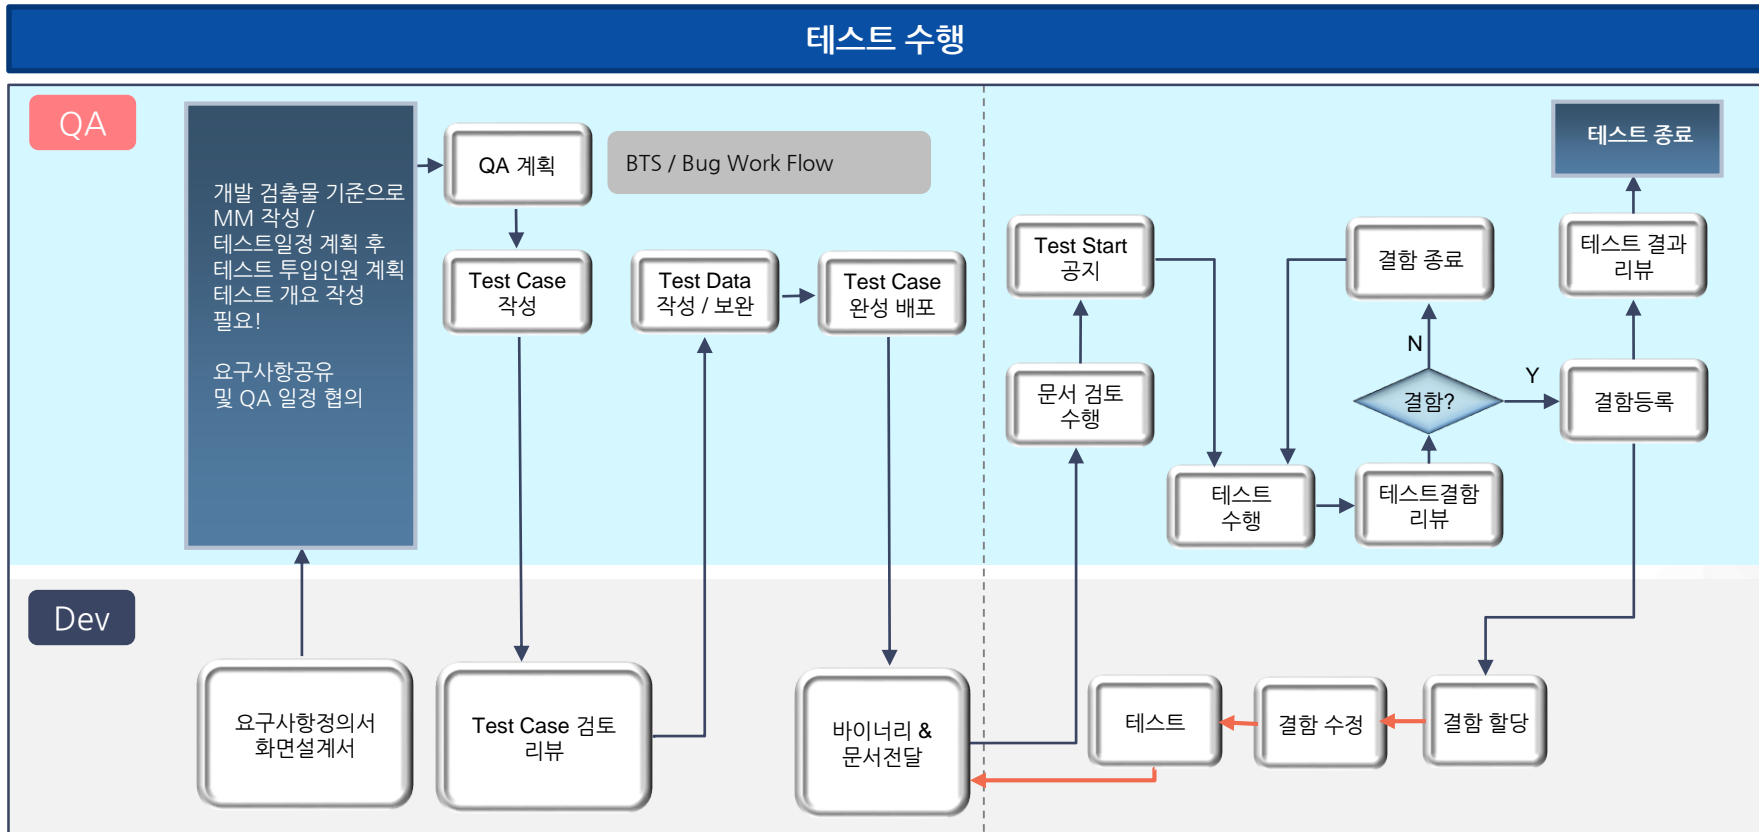 테스트 수행
QA
개발 검출물 기준으로
MM 작성 /
테스트일정 계획 후
테스트 투입인원 계획
테스트 개요 작성
필요!
요구사항공유
및 QA 일정 협의
QA 계획
BTS / Bug Work Flow
Test Case
작성
Test Data
작성 / 보완
Test Case
완성 배포
Test Start
공지
문서 검토
수행
결함 종료
N
결함?
Y
테스트
수행
테스트결함
리뷰
테스트 종료
테스트 결과
리뷰
결함등록
Dev
요구사항정의서
화면설계서
Test Case 검토
리뷰
바이너리 &
문서전달
테스트
결함 수정
결함 할당